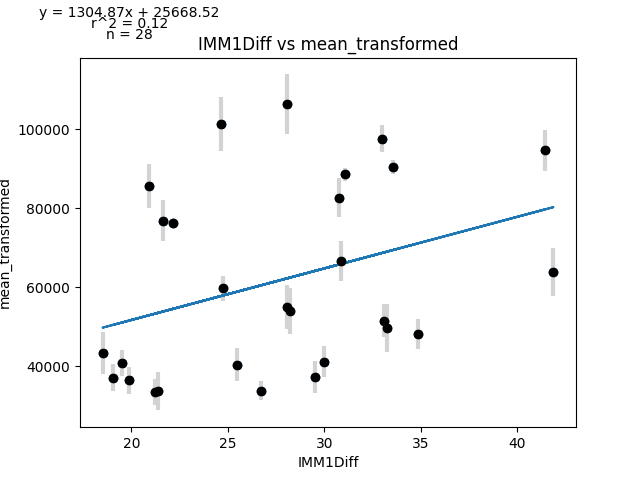 y = 1304.87x + 25668.52
r^2 = 0.12
n = 28
IMM1Diff vs mean_transformed
mean_transformed
100000
80000
60000
40000
20
25
30
35
40
IMM1Diff